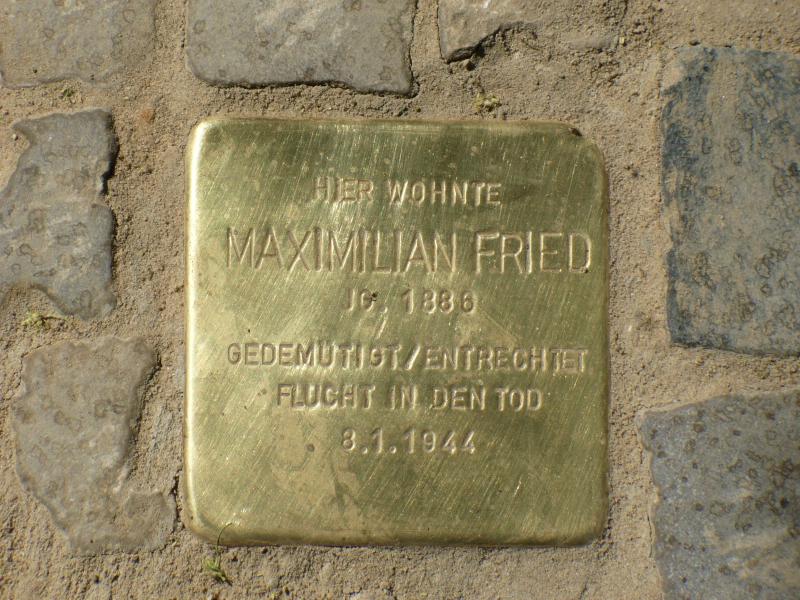 HIER WOHNTE
MAXIMILIAN FRIED
JG. 1886
GEDEMÜTIGT/ENTRECHTET
FLUCHT IN DEN TOD
8.1.1944